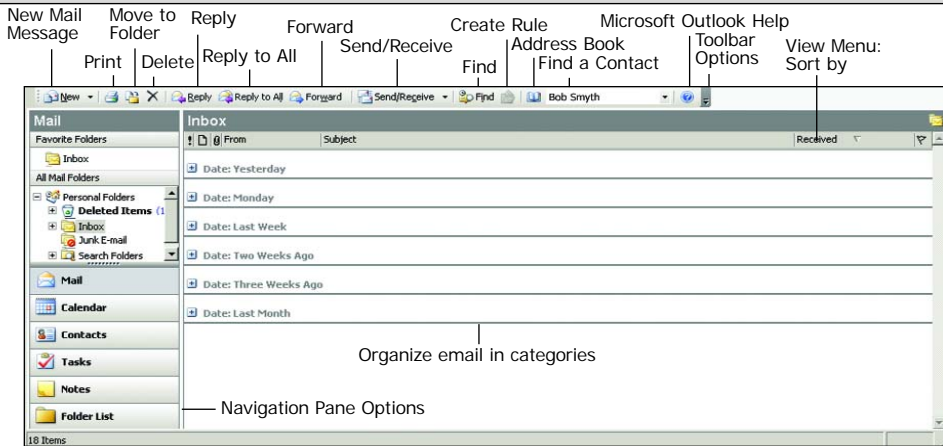 New Mail Message
Move to Folder
Reply
Forward
Create Rule
Microsoft Outlook Help
Print
Delete
Reply to All
Send/Receive
Find
Address Book
Find a Contact
Toolbar Options
View Menu: Sort by
New
Reply
Reply to All
Forward
Send/Receive
Find
Bob Smyth
Mail
Inbox
Favorite Folders
From
Subject
Received
Inbox
All Mail Folders
Personal Folders
Deleted Items (1
Inbox
Junk E-mail
Search Folders
Date: Yesterday
Date: Monday
Date: Last Week
Date: Two Weeks Ago
Date: Three Weeks Ago
Date: Last Month
Mail
Calendar
Contacts
Tasks
Notes
Folder List
Organize email in categories
Navigation Pane Options
18 Items